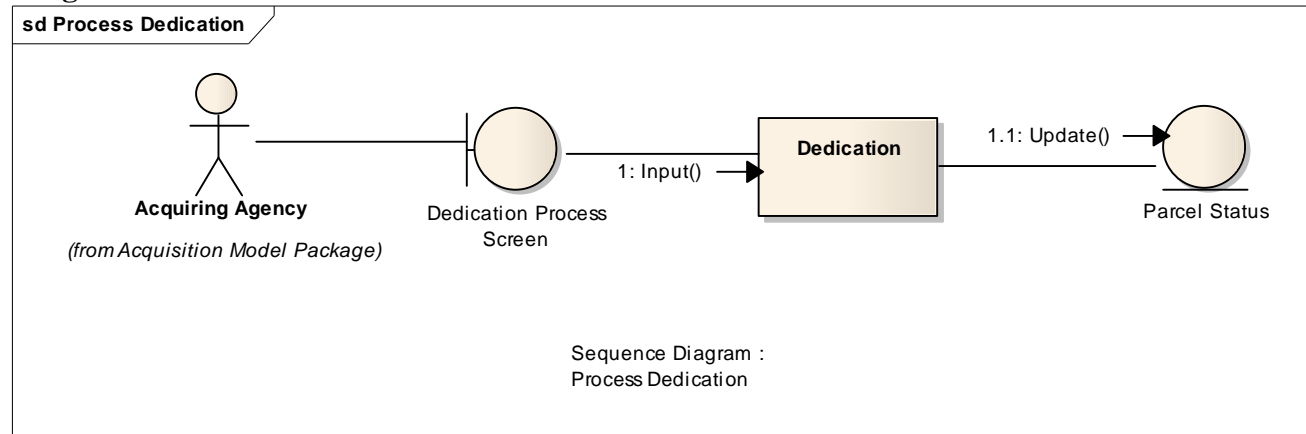 sd Process Dedication
1.1: Update()
Dedication
1: Input()
Acquiring Agency
Dedication Process
Screen
Parcel Status
(from Acquisition Model Package)
Sequence Diagram :
Process Dedication